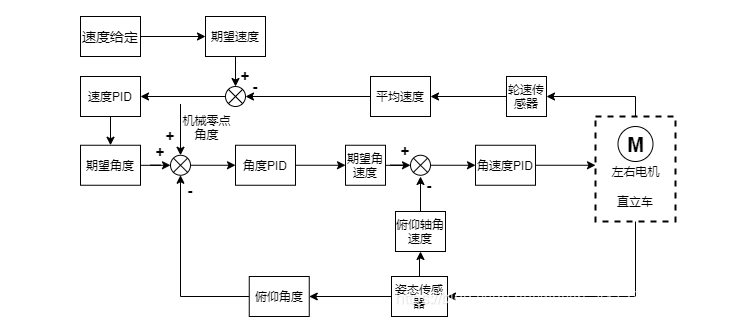 速度给定
期望速度
+
-
速度PID
平均速度
轮速传
感器
机械零点
角度
+
+
期望角度
-
角度PID
期望角
速度
+
-
角速度PID
M
左右电机
直立车
俯仰轴角
速度
俯仰角度
姿态传感
器